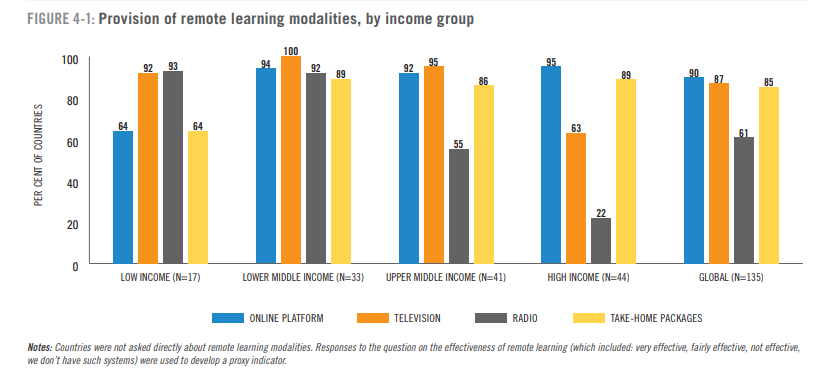 FIGURE 4-1: Provision of remote learning modalities, by income group
PER CENT OF COUNTRIES
100
80
60
40
20
0
64 92 93 64
94 100 92 89
92 95 55 86
95 63 22 89
90 87 61 85
LOW INCOME (N=17) LOWER MIDDLE INCOME (N=33) UPPER MIDDLE INCOME (N=41) HIGH INCOME (N=44) GLOBAL (N=135)
ONLINE PLATFORM TELEVISION RADIO TAKE-HOME PACKAGES
Notes: Countries were not asked directly about remote learning modalities. Responses to the question on the effectiveness of remote learning (which included: very effective, fairly effective, not effective,
we don't have such systems) were used to develop a proxy indicator.